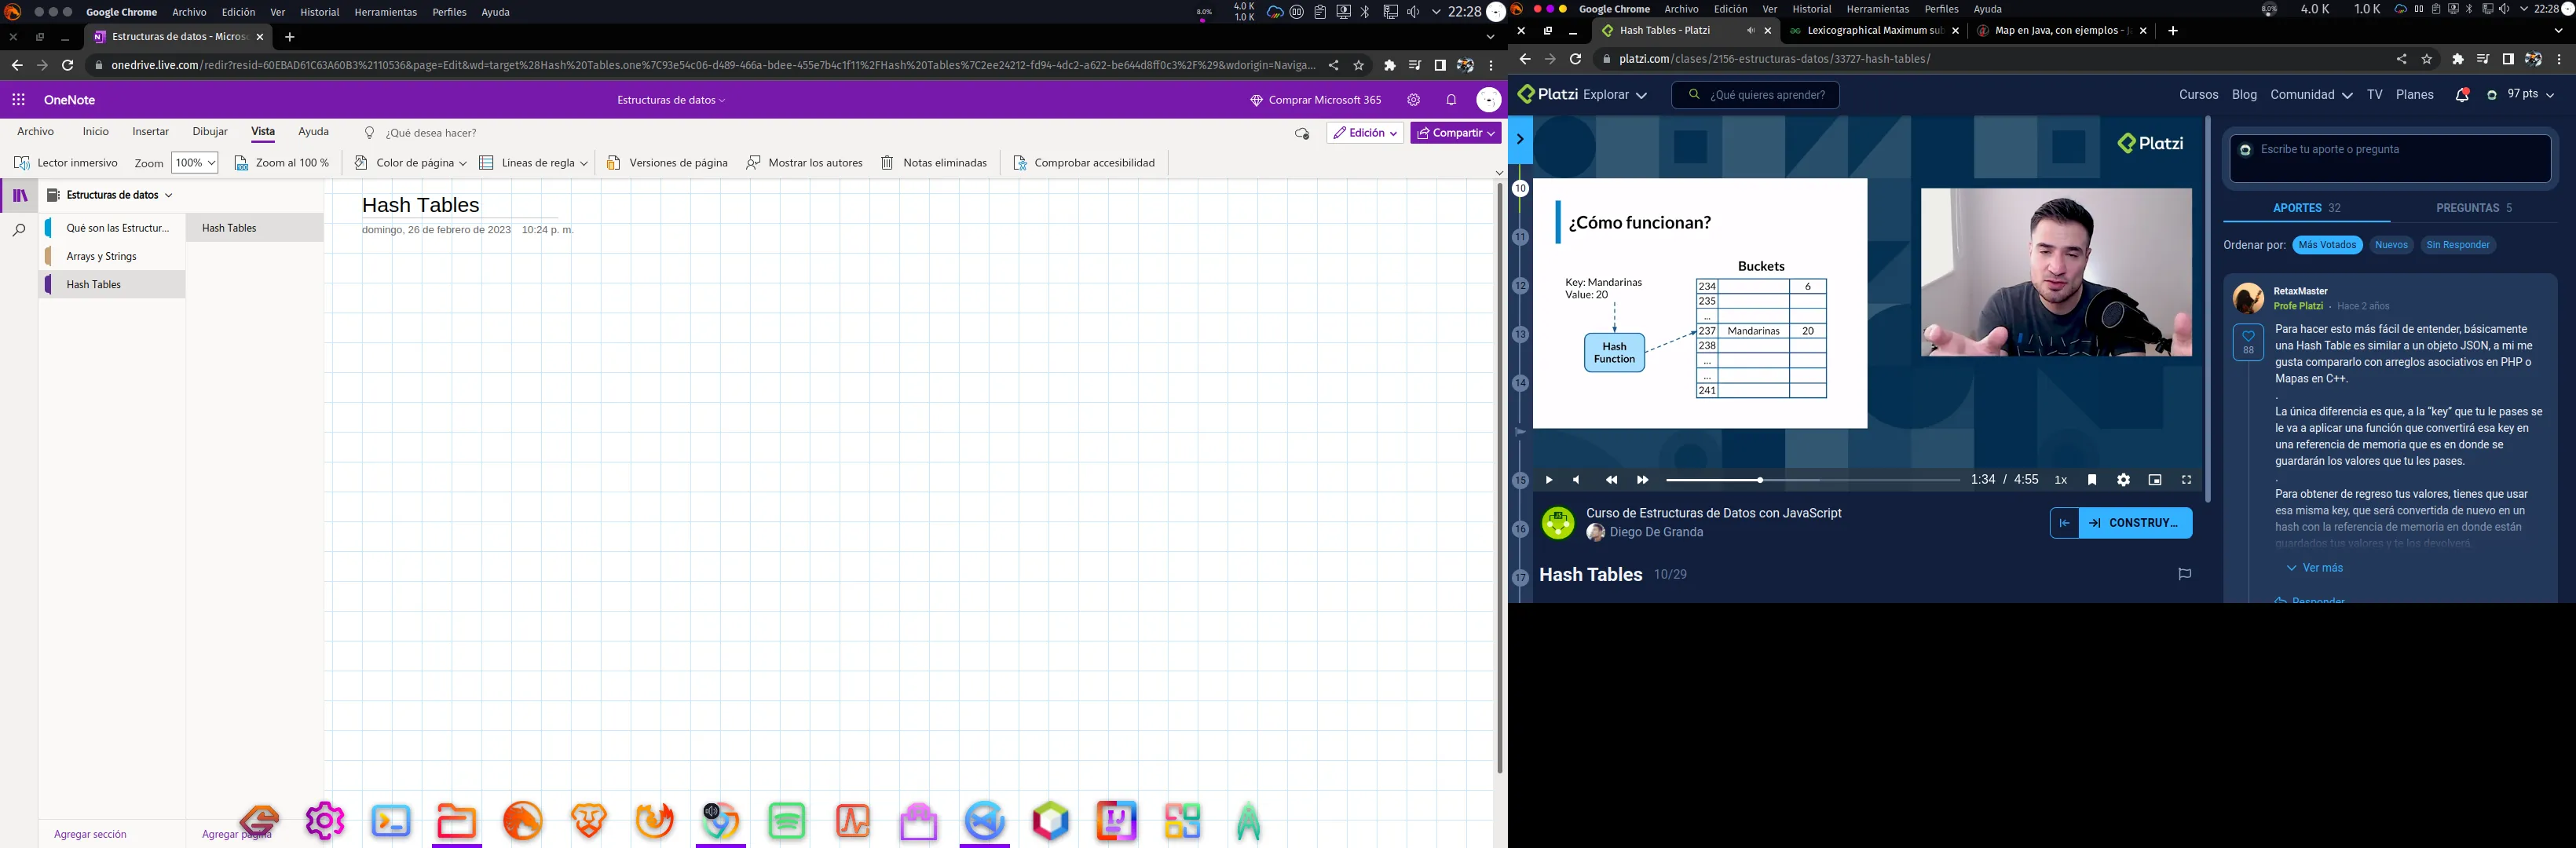 Google Chrome Archivo Edición Ver Historial Herramientas Perfiles Ayuda
8.0% 4.0 K 1.0 K 22:28
Estructuras de datos - Micros
onedrive.live.com/redir?resid=60EBAD61C63A60B3%2110536&page=Edit&wd=target%28Hash%20Tables.one%7C93e54c06-d489-466a-bdee-455e7b4c1f11%2FHash%20Tables%7C2ee24212-fd94-4dc2-a622-be644d8ff0c3%2F%29&wdorigin=Naviga...
OneNote Estructuras de datos Comprar Microsoft 365
Archivo Inicio Insertar Dibujar Vista Ayuda ¿Qué desea hacer? Edición Compartir
Lector inmersivo Zoom 100% Zoom al 100 % Color de página Líneas de regla Versiones de página Mostrar los autores Notas eliminadas Comprobar accesibilidad
Estructuras de datos
Qué son las Estructur...
Arrays y Strings
Hash Tables
Hash Tables
Hash Tables
domingo, 26 de febrero de 2023 10:24 p. m.
Agregar sección
Agregar página
Google Chrome Archivo Edición Ver Historial Herramientas Perfiles Ayuda
8.0% 4.0 K 1.0 K 22:28
Hash Tables - Platzi
Lexicographical Maximum su
Map en Java, con ejemplos -
platzi.com/clases/2156-estructuras-datos/33727-hash-tables/
Platzi Explorar ¿Qué quieres aprender? Cursos Blog Comunidad TV Planes 97 pts
10
11
12
13
14
15
16
17
Platzi
¿Cómo funcionan?
Buckets
Key: Mandarinas
Value: 20
Hash
Function
234 6
235
...
237 Mandarinas 20
238
...
...
241
1:34 / 4:55 1x
Curso de Estructuras de Datos con JavaScript
Diego De Granda
CONSTRUY...
Hash Tables 10/29
Escribe tu aporte o pregunta
APORTES 32 PREGUNTAS 5
Ordenar por: Más Votados Nuevos Sin Responder
RetaxMaster
Profe Platzi - Hace 2 años
88
Para hacer esto más fácil de entender, básicamente
una Hash Table es similar a un objeto JSON, a mi me
gusta compararlo con arreglos asociativos en PHP o
Mapas en C++.
.
La única diferencia es que, a la "key" que tu le pases se
le va a aplicar una función que convertirá esa key en
una referencia de memoria que es en donde se
guardarán los valores que tu les pases.
.
Para obtener de regreso tus valores, tienes que usar
esa misma key, que será convertida de nuevo en un
hash con la referencia de memoria en donde están
guardados tus valores y te los devolverá.
Ver más
Responder